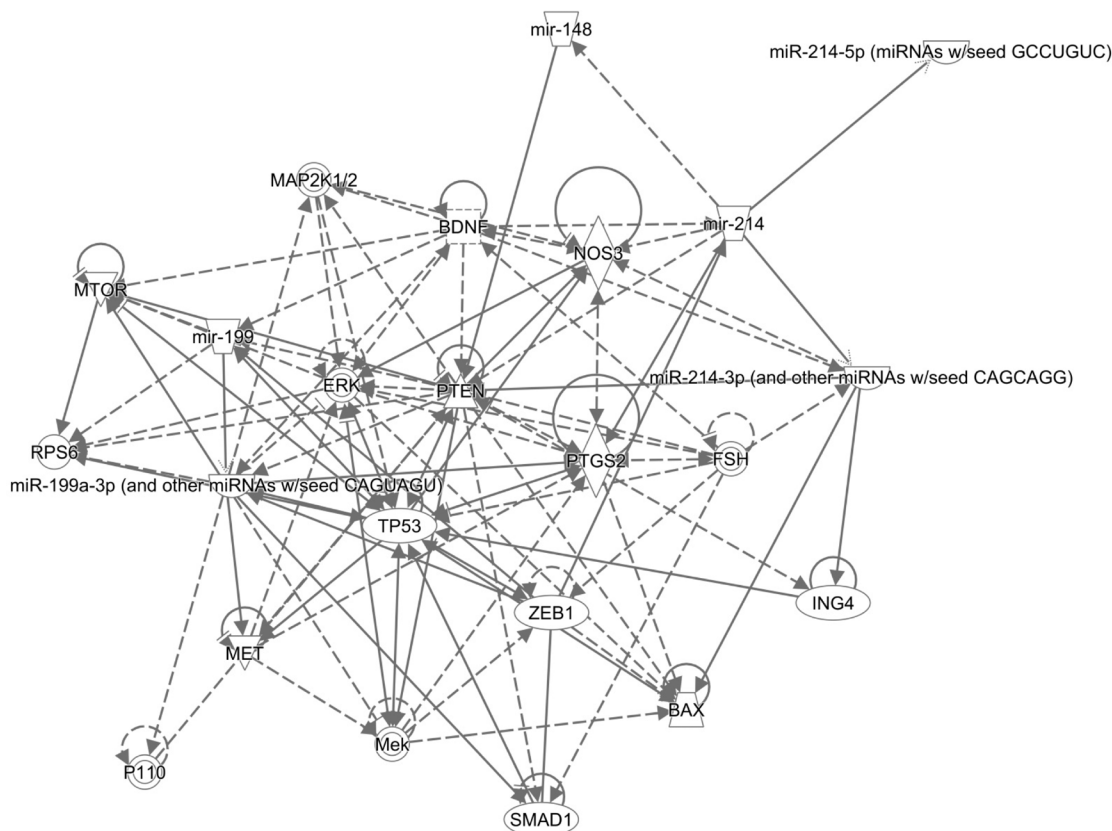 mir-148
miR-214-5p (miRNAs w/seed GCCUGUC)
MAP2K1/2
BDNF
mir-214
NOS3
MTOR
mir-199
ERK
PTEN
miR-214-3p (and other miRNAs w/seed CAGCAGG)
RPS6
PTGS2
FSH
miR-199a-3p (and other miRNAs w/seed CAGUAGU)
TP53
ZEB1
ING4
MET
BAX
Mek
P110
SMAD1